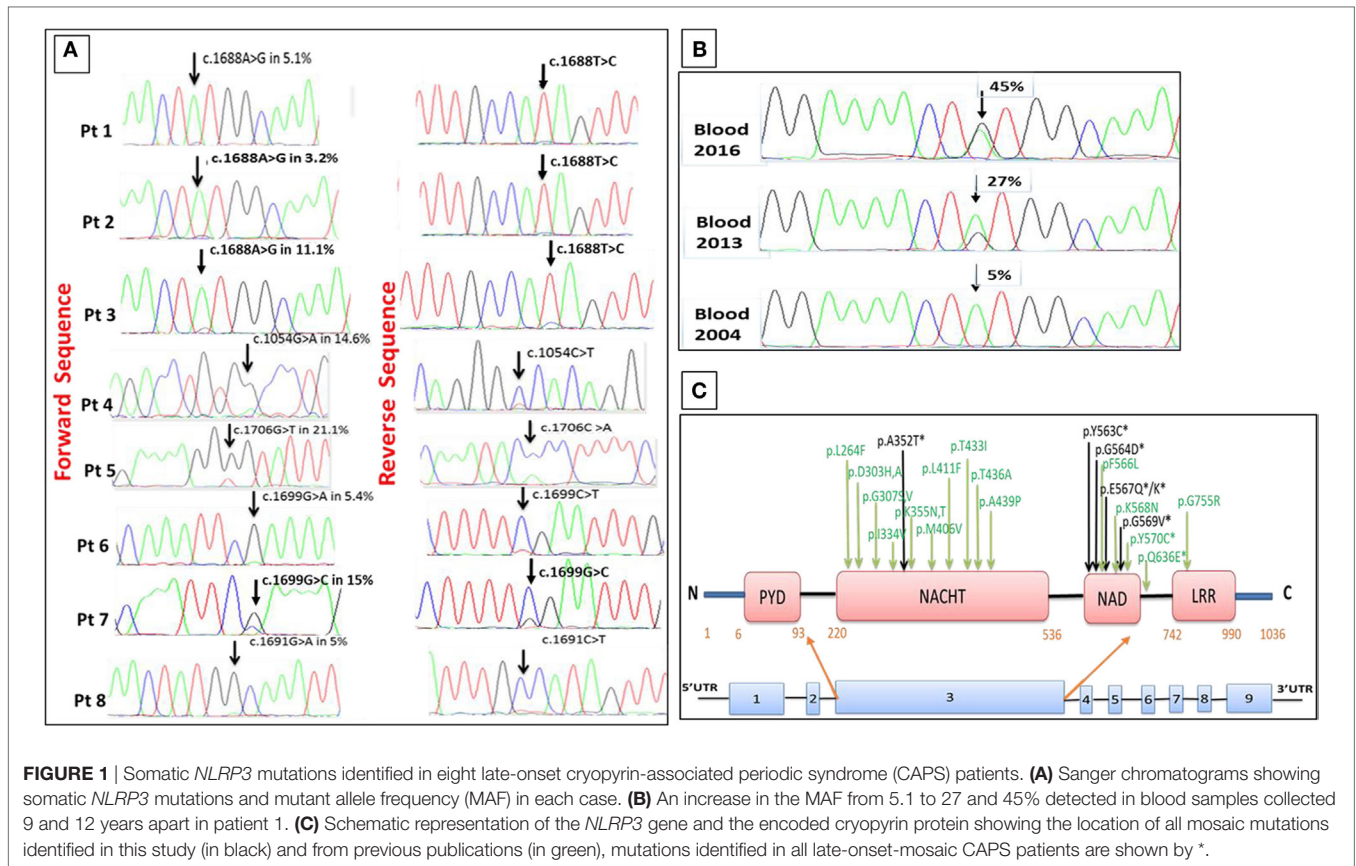 A
Forward Sequence
Reverse Sequence
c.1688A>G in 5.1%
c.1688T>C
Pt 1
c.1688A>G in 3.2%
c.1688T>C
Pt 2
c.1688A>G in 11.1%
c.1688T>C
Pt 3
c.1054G>A in 14.6%
c.1054C>T
Pt 4
c.1706G>T in 21.1%
c.1706C >A
Pt 5
c.1699G>A in 5.4%
c.1699C>T
Pt 6
c.1699G>C in 15%
c.1699G>C
Pt 7
c.1691G>A in 5%
c.1691C>T
Pt 8
B
45%
Blood
2016
27%
Blood
2013
5%
Blood
2004
C
p.L264F
p.D303H,A
p.G307S,V
p.I334V
p.A352T*
p.K355N,T
p.M406V
p.L411F
p.T433I
p.T436A
p.A439P
p.Y563C*
p.G564D*
pF566L
p.E567Q*/K*
p.K568N
p.G569V*
p.Y570C*
p.Q636E*
p.G755R
N PYD NACHT NAD LRR C
1 6 93 220 536 742 990 1036
5'UTR 1 2 3 4 5 6 7 8 9 3'UTR
FIGURE 1 | Somatic NLRP3 mutations identified in eight late-onset cryopyrin-associated periodic syndrome (CAPS) patients. (A) Sanger chromatograms showing
somatic NLRP3 mutations and mutant allele frequency (MAF) in each case. (B) An increase in the MAF from 5.1 to 27 and 45% detected in blood samples collected
9 and 12 years apart in patient 1. (C) Schematic representation of the NLRP3 gene and the encoded cryopyrin protein showing the location of all mosaic mutations
identified in this study (in black) and from previous publications (in green), mutations identified in all late-onset-mosaic CAPS patients are shown by *.